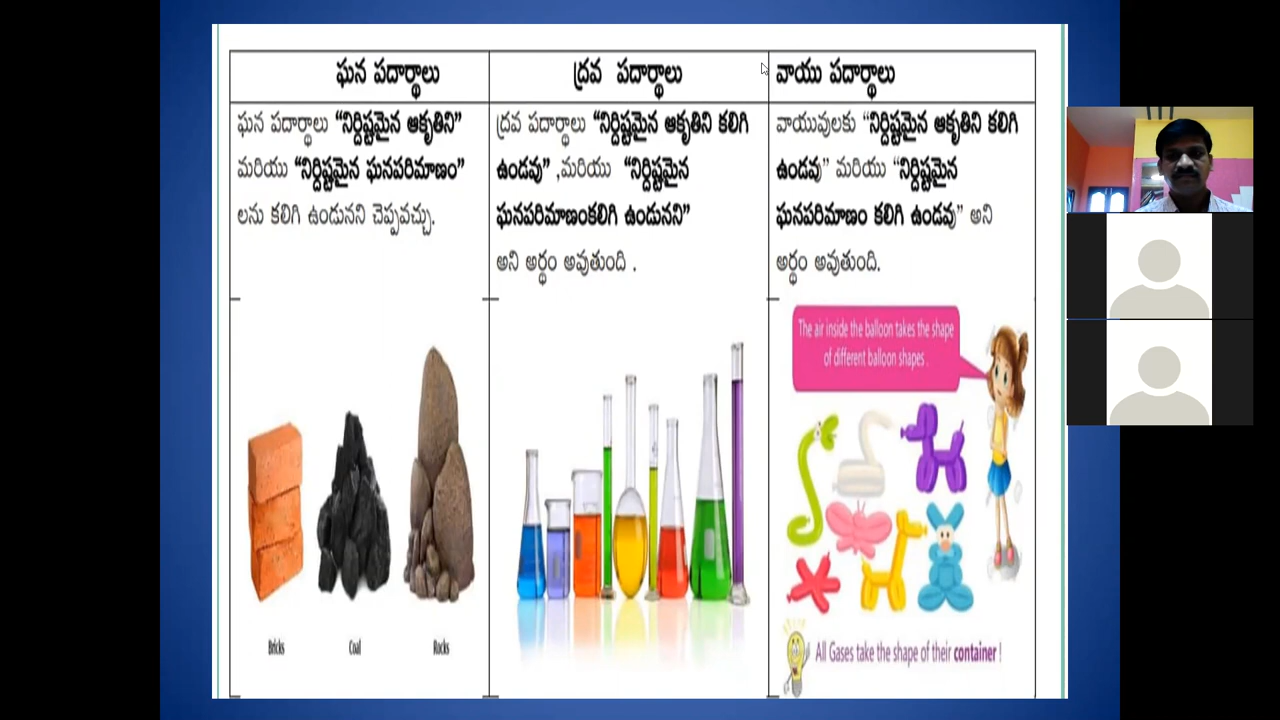 ఘన పదార్థాలు
ద్రవ పదార్థాలు
వాయు పదార్థాలు
ఘన పదార్థాలు “నిర్దిష్టమైన ఆకృతిని”
మరియు “నిర్దిష్టమైన ఘనపరిమాణం”
లను కలిగి ఉండునని చెప్పవచ్చు.
ద్రవ పదార్థాలు “నిర్దిష్టమైన ఆకృతిని కలిగి
ఉండవు” ,మరియు “నిర్దిష్టమైన
ఘనపరిమాణంకలిగి ఉండునని”
అని అర్థం అవుతుంది .
వాయువులకు “నిర్దిష్టమైన ఆకృతిని కలిగి
ఉండవు” మరియు “నిర్దిష్టమైన
ఘనపరిమాణం కలిగి ఉండవు” అని
అర్థం అవుతుంది.
Bricks
Coal
Rocks
The air inside the balloon takes the shape
of different balloon shapes .
All Gases take the shape of their container !